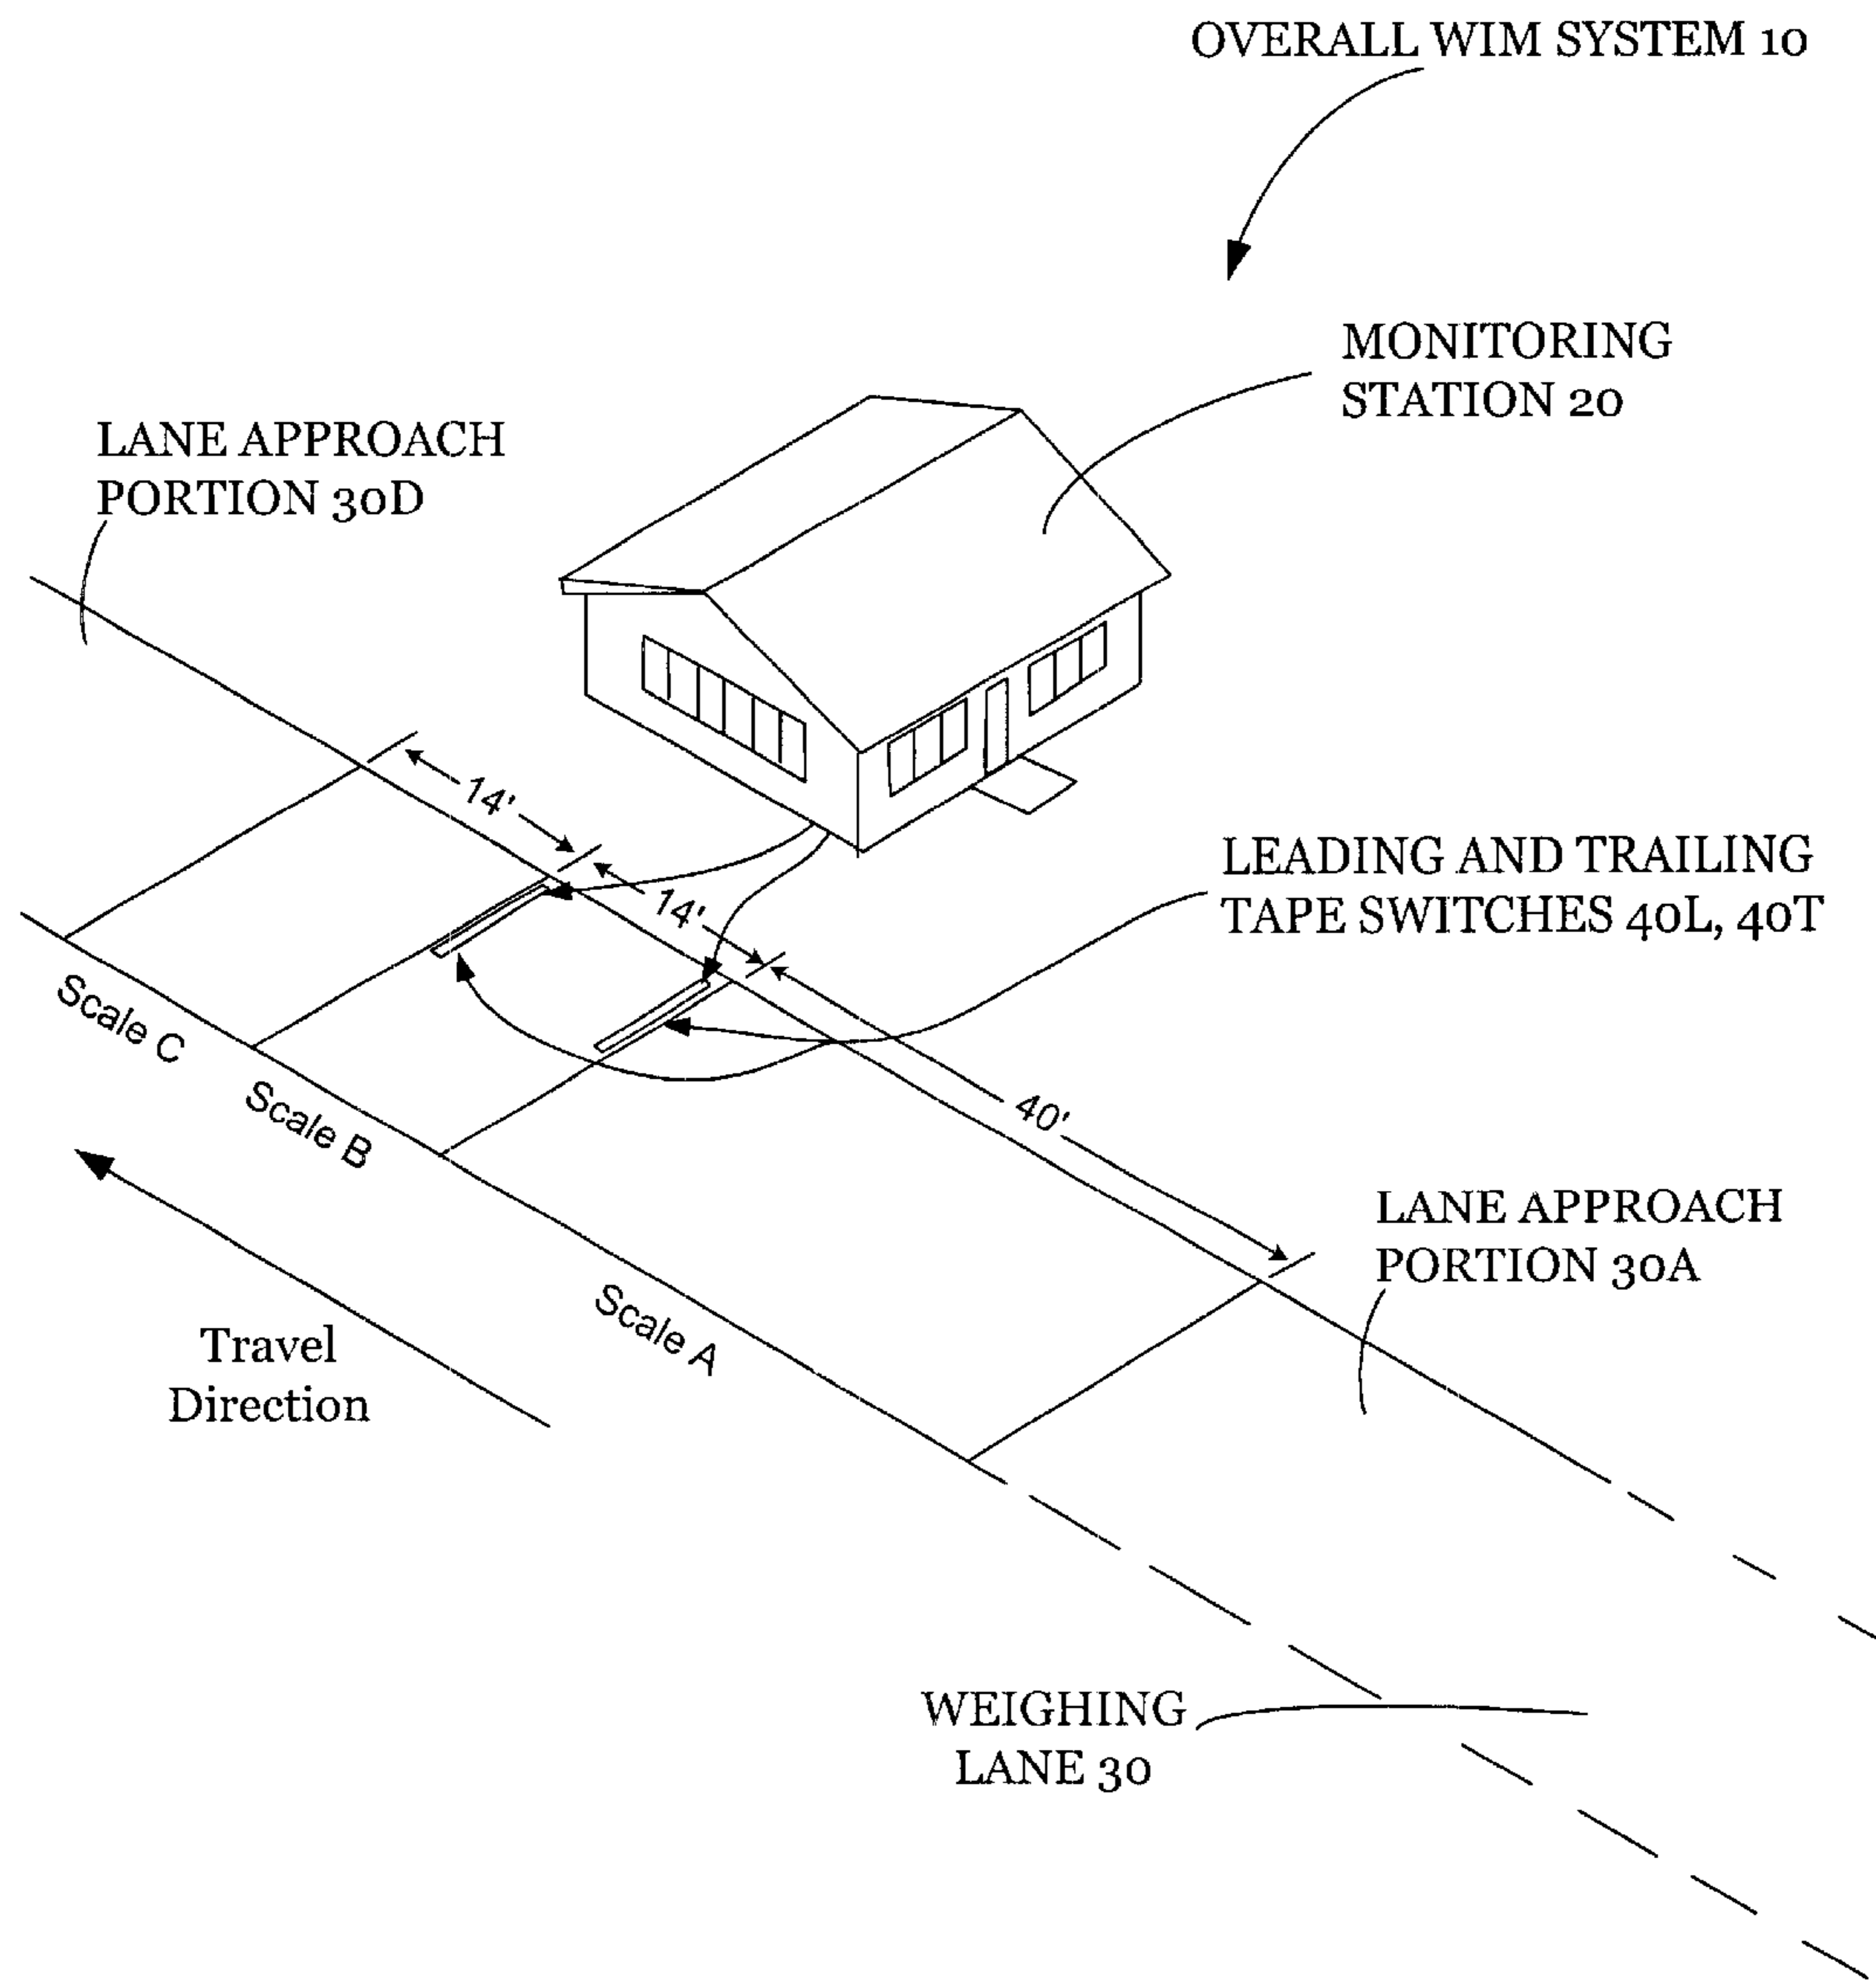 OVERALL WIM SYSTEM 10
MONITORING
STATION 20
LANE APPROACH
PORTION 30D
14'
14'
LEADING AND TRAILING
TAPE SWITCHES 40L, 40T
Scale C
Scale B
40'
LANE APPROACH
PORTION 30A
Scale A
Travel
Direction
WEIGHING
LANE 30